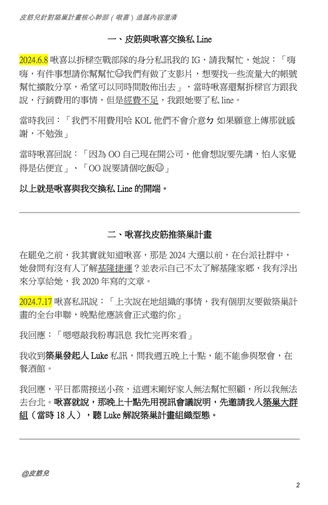 皮筋兒針對築巢計畫核心幹部（啾喜）造謠內容澄清
一、皮筋與啾喜交換私 Line
2024.6.8 啾喜以拆樑空戰部隊的身分私訊我的 IG，請我幫忙，她說：「嗨
嗨，有件事想請你幫幫忙😂我們有做了支影片，想要找一些流量大的帳號
幫忙擴散分享，希望可以同時間散佈出去」，當時啾喜還幫拆樑官方跟我
說，行銷費用的事情，但是經費不足，我跟她要了私 line。
當時我回：「我們不用費用哈 KOL 他們不會介意ㄅ 如果願意上傳那就感
謝，不勉強」
當時啾喜回說：「因為 OO 自己現在開公司，他會想說要先講，怕人家覺
得是佔便宜」、「OO 說要請個吃飯😂」
以上就是啾喜與我交換私 Line 的開端。
二、啾喜找皮筋推築巢計畫
在罷免之前，我其實就知道啾喜，那是 2024 大選以前，在台派社群中，
她發問有沒有人了解基隆捷運？並表示自己不太了解基隆家鄉，我有浮出
來分享給她，我 2020 年寫的文章。
2024.7.17 啾喜私訊說：「上次說在地組織的事情，我有個朋友要做築巢計
畫的全台串聯，她晚點他應該會正式邀約你」
我回應：「嗯嗯敲我粉專訊息 我忙完再來看」
我收到築巢發起人 Luke 私訊，問我週五晚上十點，能不能參與聚會，在
餐酒館。
我回應，平日都需接送小孩，這週末剛好家人無法幫忙照顧，所以我無法
去台北。啾喜就說，那晚上十點先用視訊會議說明，先邀請我入築巢大群
組（當時 18 人），聽 Luke 解說築巢計畫組織型態。
@皮筋兒
2